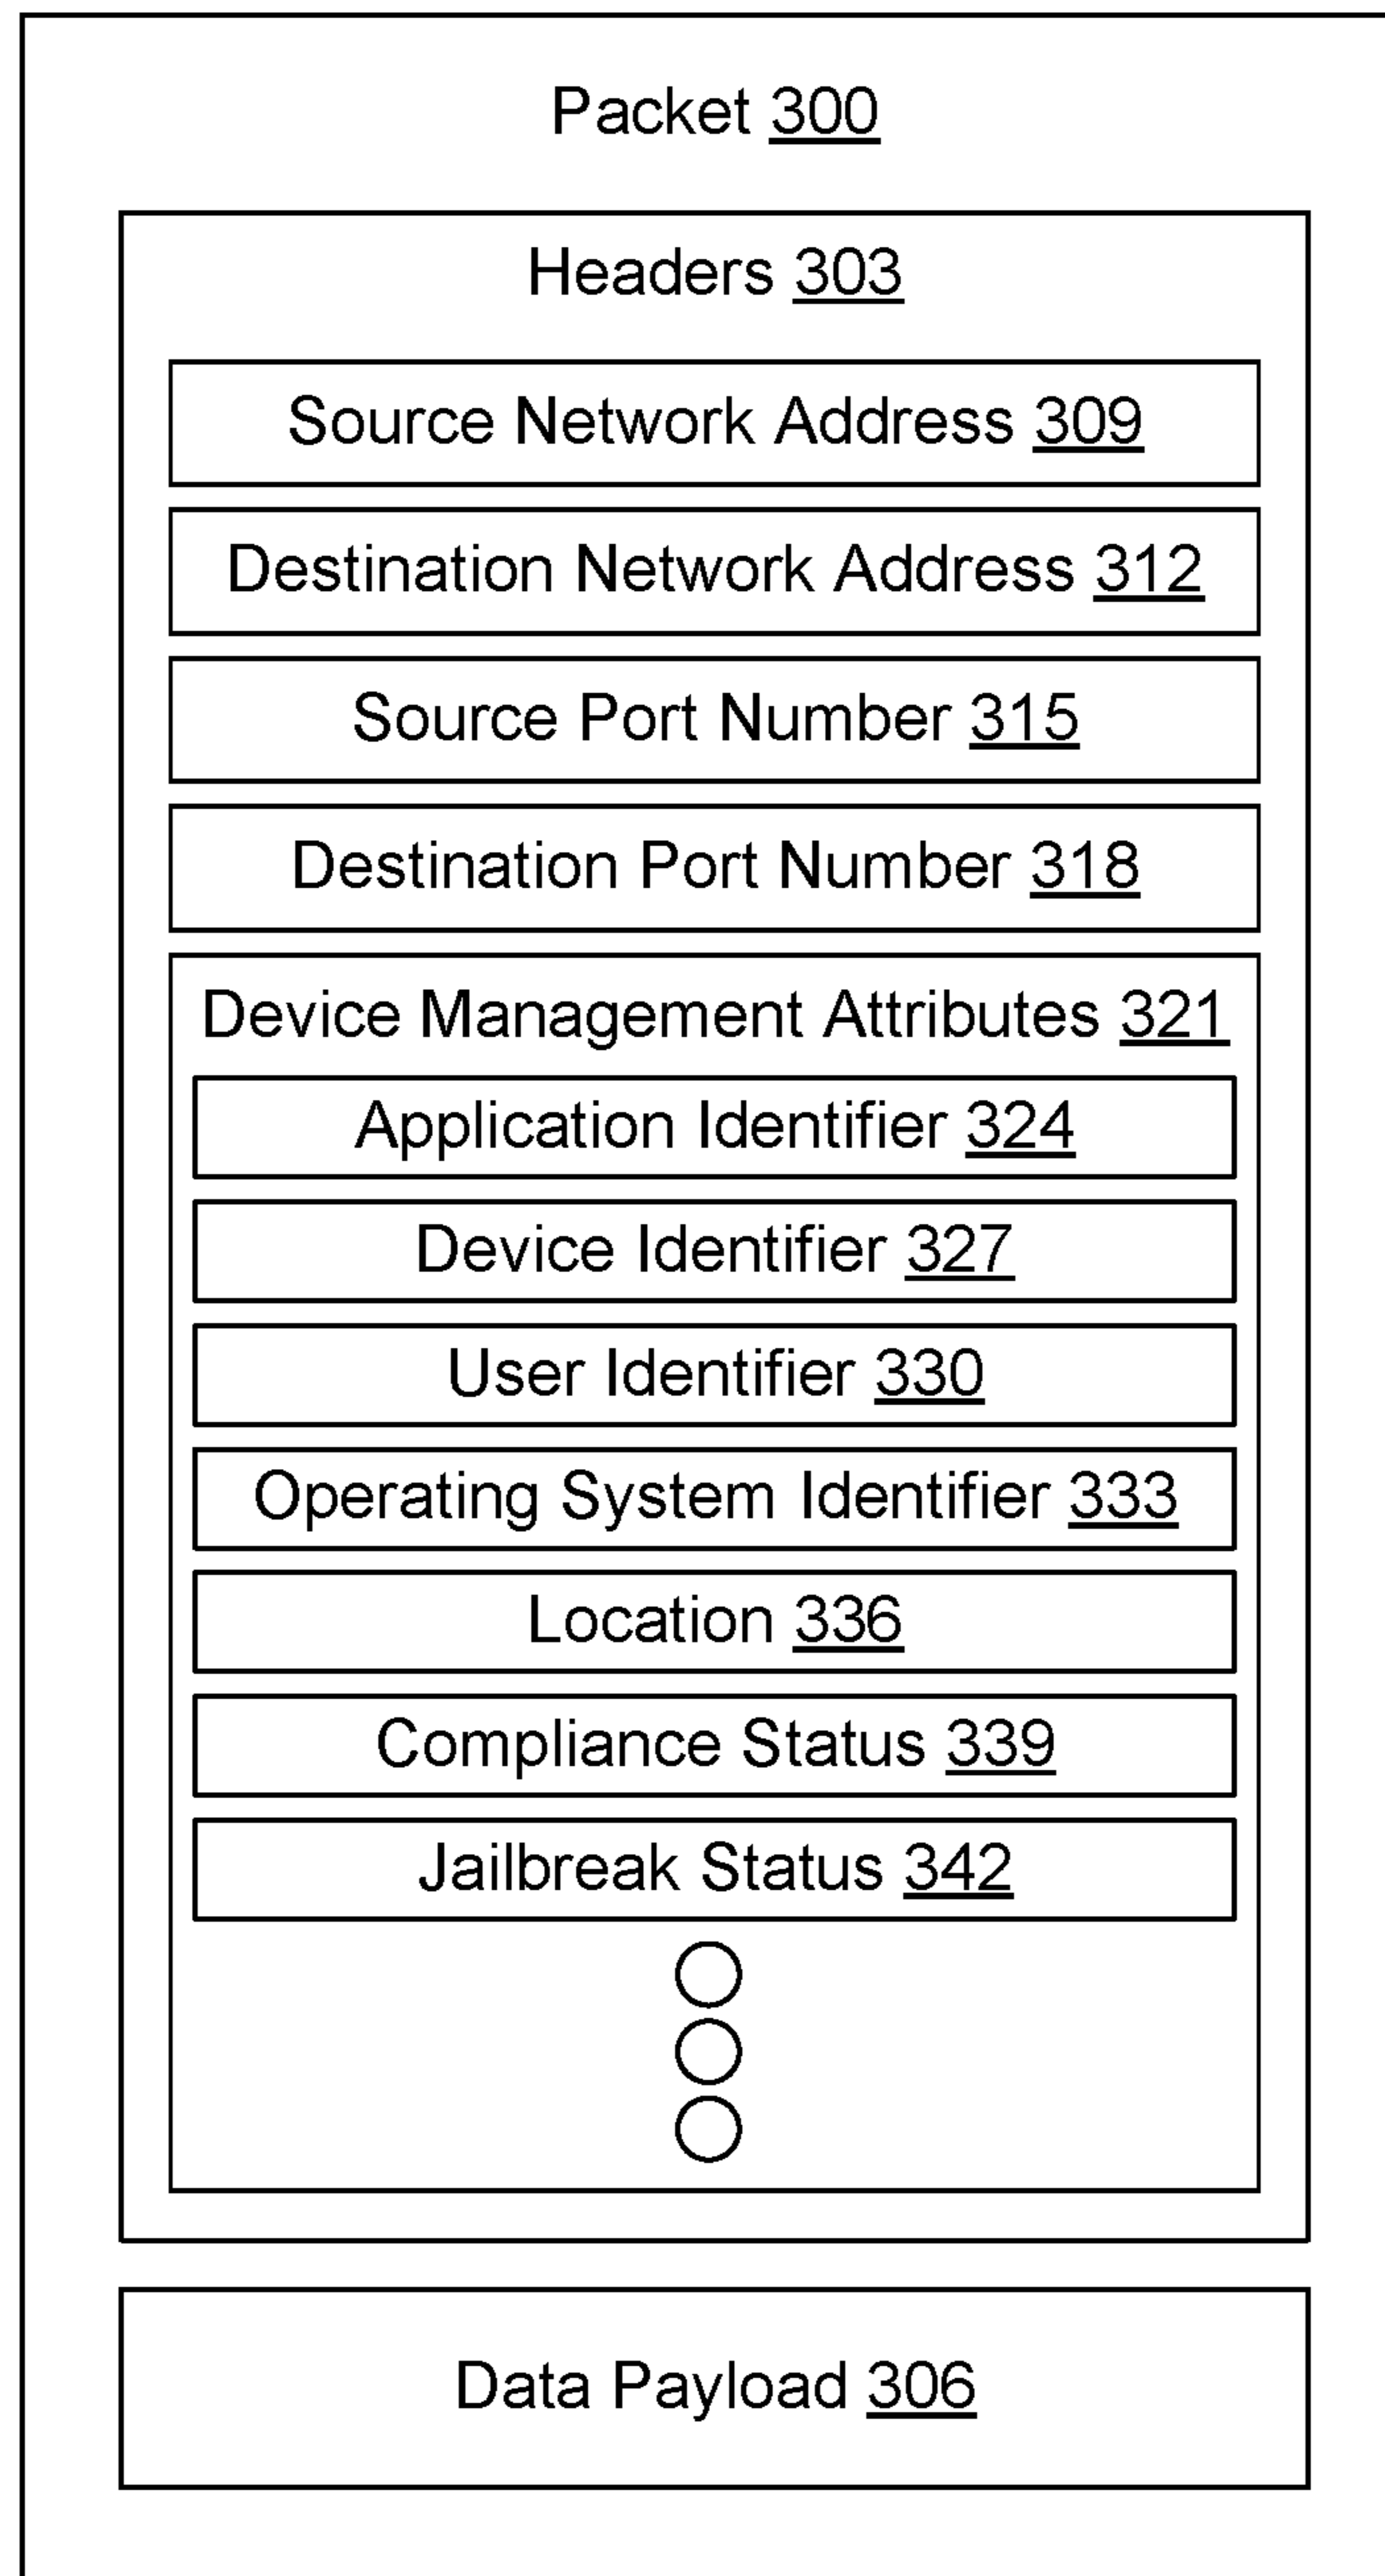 Packet 300
Headers 303
Source Network Address 309
Destination Network Address 312
Source Port Number 315
Destination Port Number 318
Device Management Attributes 321
Application Identifier 324
Device Identifier 327
User Identifier 330
Operating System Identifier 333
Location 336
Compliance Status 339
Jailbreak Status 342
Data Payload 306